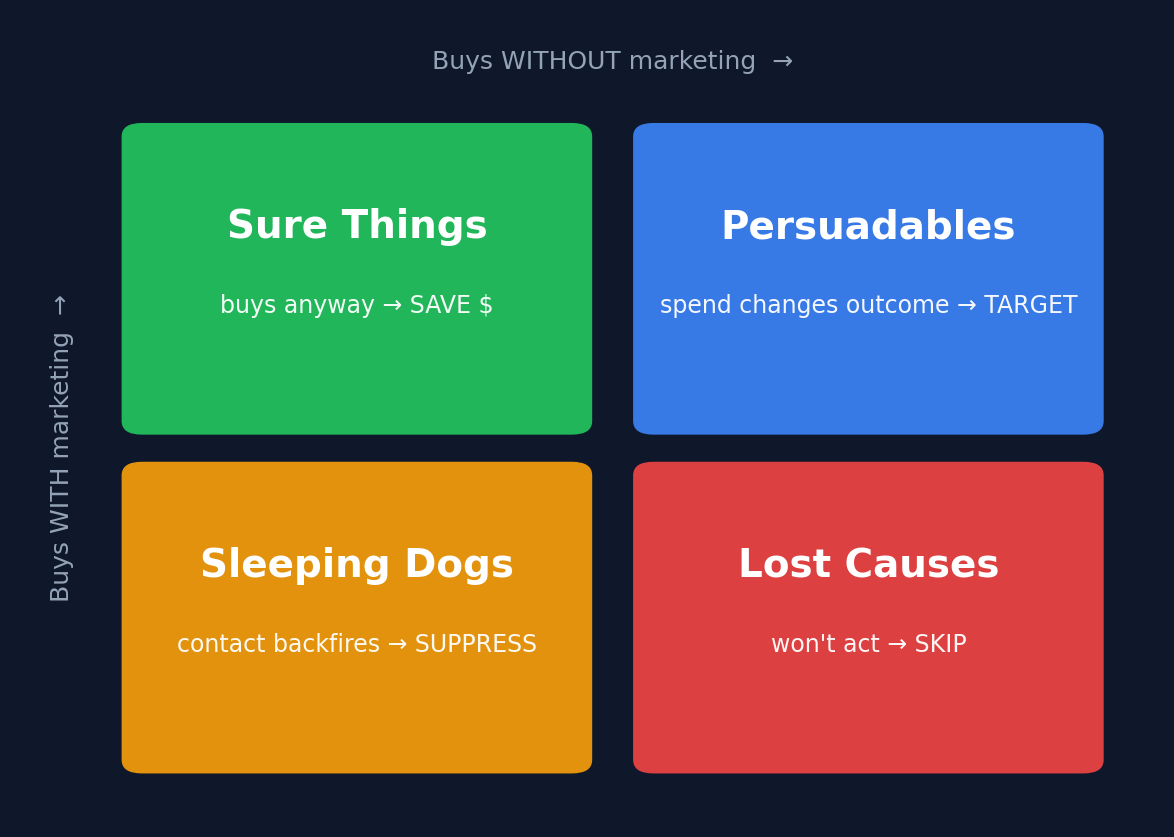 Buys WITHOUT marketing →
Buys WITH marketing →
Sure Things
buys anyway → SAVE $
Persuadables
spend changes outcome → TARGET
Sleeping Dogs
contact backfires → SUPPRESS
Lost Causes
won't act → SKIP